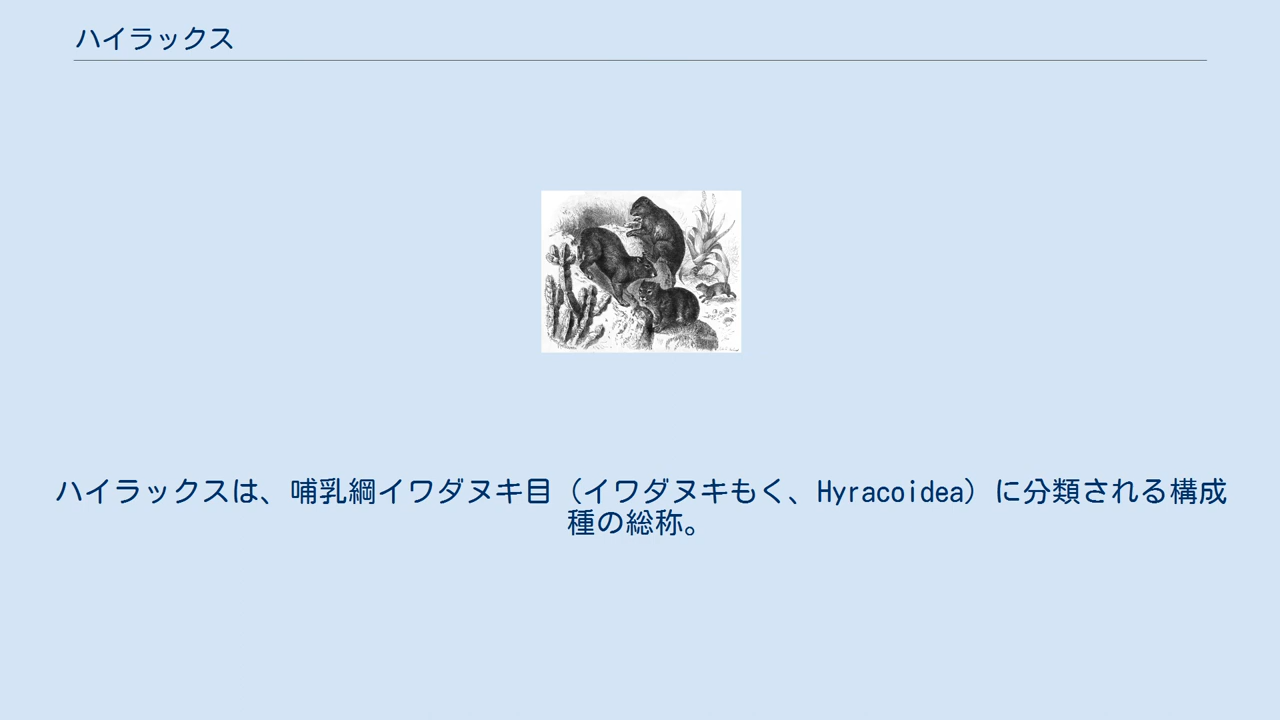 ハイラックス
ハイラックスは、哺乳綱イワダヌキ目（イワダヌキもく、Hyracoidea）に分類される構成
種の総称。